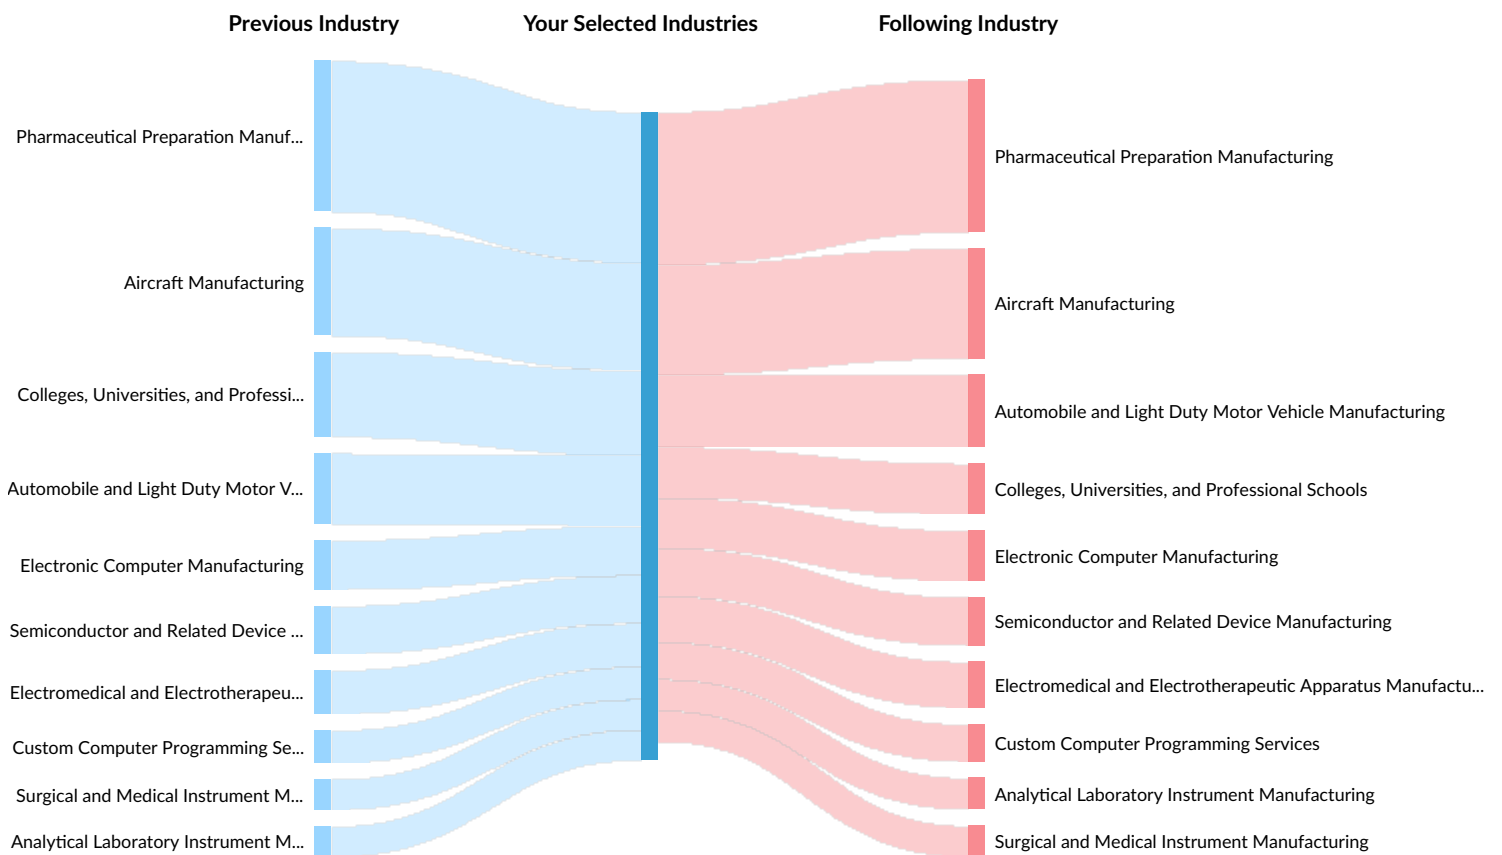 Previous Industry
Your Selected Industries
Following Industry
Pharmaceutical Preparation Manuf...
Aircraft Manufacturing
Colleges, Universities, and Professi...
Automobile and Light Duty Motor V...
Electronic Computer Manufacturing
Semiconductor and Related Device ...
Electromedical and Electrotherapeu...
Custom Computer Programming Se...
Surgical and Medical Instrument M...
Analytical Laboratory Instrument M...
Pharmaceutical Preparation Manufacturing
Aircraft Manufacturing
Automobile and Light Duty Motor Vehicle Manufacturing
Colleges, Universities, and Professional Schools
Electronic Computer Manufacturing
Semiconductor and Related Device Manufacturing
Electromedical and Electrotherapeutic Apparatus Manufactu...
Custom Computer Programming Services
Analytical Laboratory Instrument Manufacturing
Surgical and Medical Instrument Manufacturing